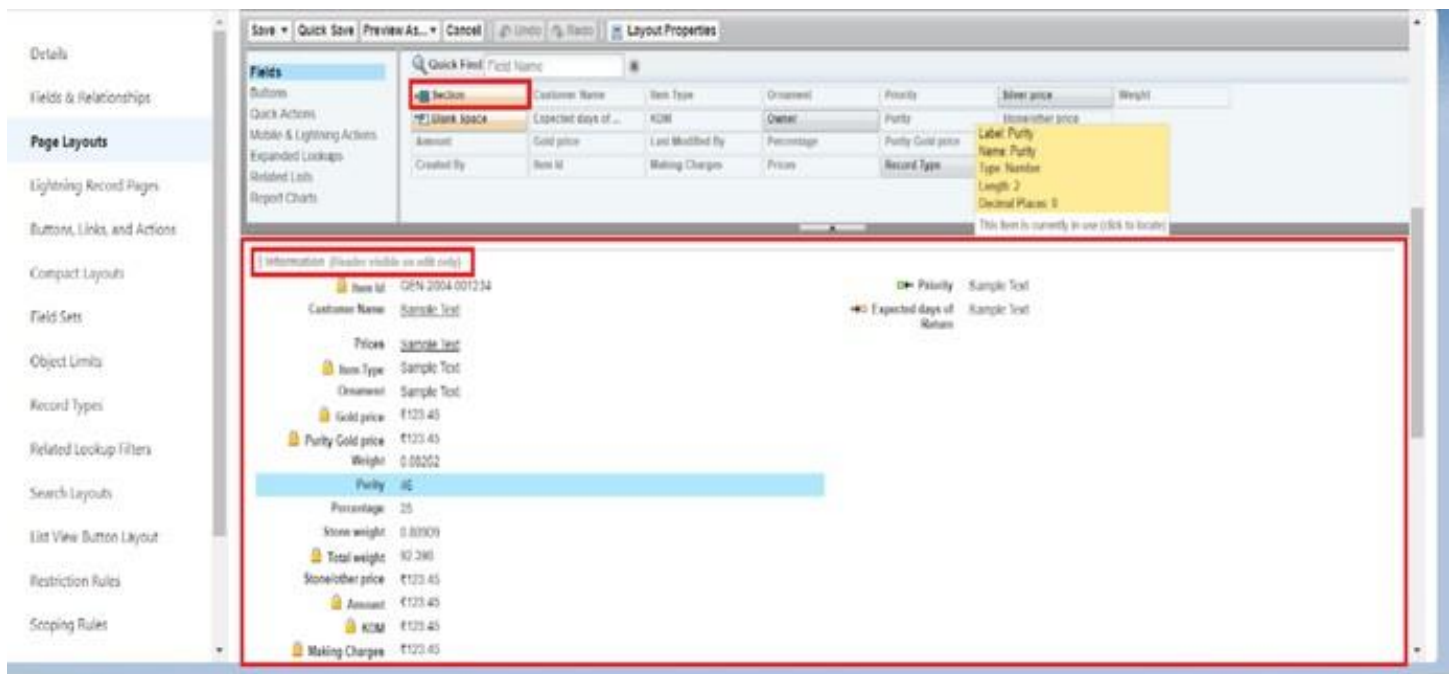 Save Quick Save Preview As... Cancel Undo Redo Layout Properties
Details
Fields & Relationships
Page Layouts
Lightning Record Pages
Buttons, Links, and Actions
Compact Layouts
Field Sets
Object Limits
Record Types
Related Lookup Filters
Search Layouts
List View Button Layout
Restriction Rules
Scoping Rules
Fields
Buttons
Quick Actions
Mobile & Lightning Actions
Expanded Lookups
Related Lists
Report Charts
Quick Find Field Name
Section Customer Name Item Type Ornament Priority Silver price Weight
Blank Space Expected days of ... KDM Owner Purity Stone/other price
Amount Gold price Last Modified By Percentage Purity Gold price
Created By Item Id Making Charges Prices Record Type
Label: Purity
Name: Purity
Type: Number
Length: 2
Decimal Places: 0
This item is currently in use (click to locate)
Information (Header visible on edit only)
Item Id GEN-2004-001234
Customer Name Sample Text
Prices Sample Text
Item Type Sample Text
Ornament Sample Text
Gold price ₹123.45
Purity Gold price ₹123.45
Weight
Purity
Percentage
Stone weight
Total weight
Stone/other price ₹123.45
Amount ₹123.45
KDM ₹123.45
Making Charges ₹123.45
Priority Sample Text
Expected days of Sample Text
Return